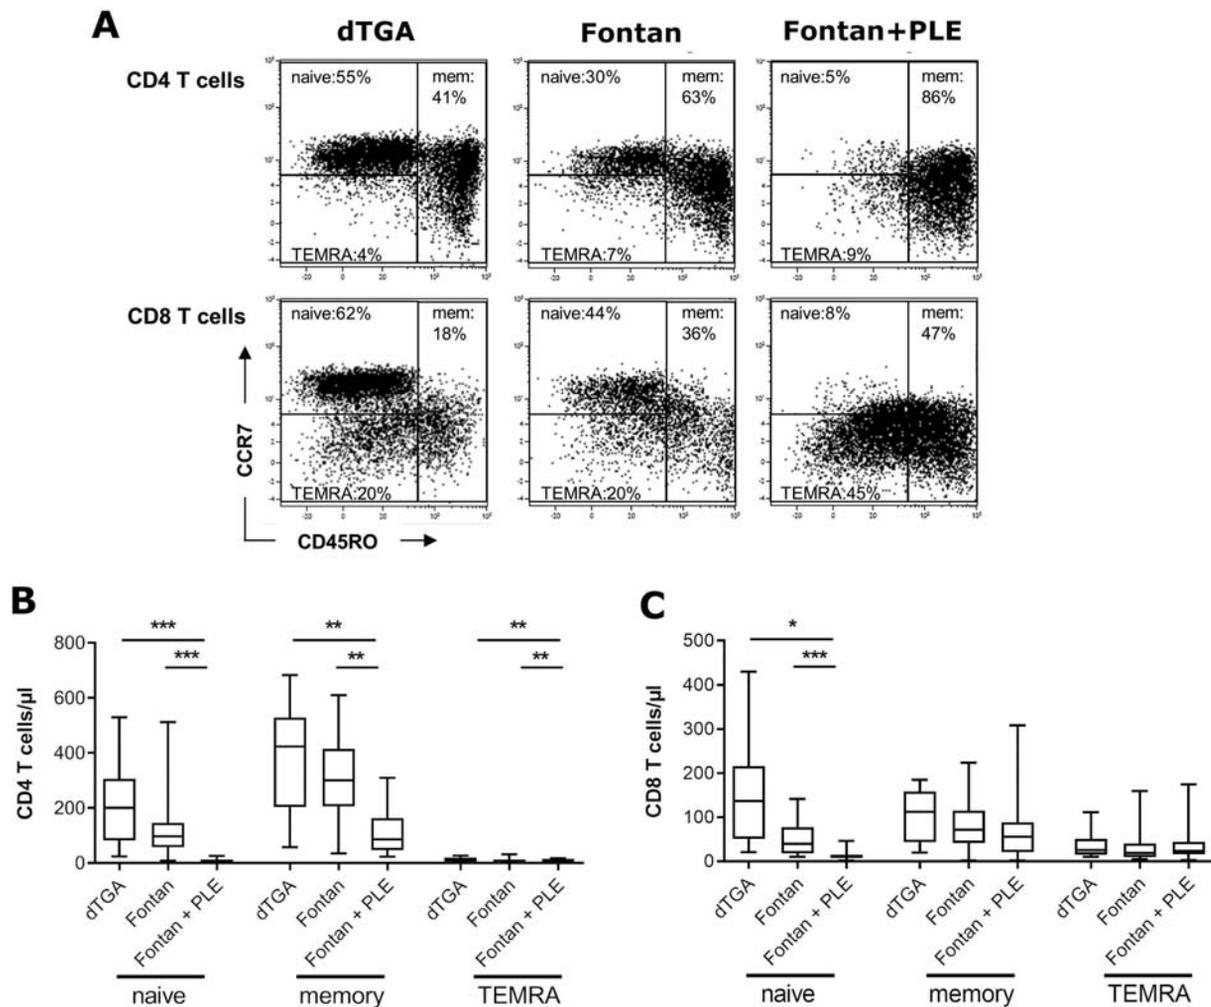 A
dTGA
Fontan
Fontan+PLE
CD4 T cells
naive:55%
mem:
41%
TEMRA:4%
naive:30%
mem:
63%
TEMRA:7%
naive:5%
mem:
86%
TEMRA:9%
CD8 T cells
naive:62%
mem:
18%
TEMRA:20%
naive:44%
mem:
36%
TEMRA:20%
naive:8%
mem:
47%
TEMRA:45%
CCR7
CD45RO
B
CD4 T cells/µl
800
600
400
200
0
***
***
**
**
**
**
dTGA
Fontan
Fontan + PLE
dTGA
Fontan
Fontan + PLE
dTGA
Fontan
Fontan + PLE
naive
memory
TEMRA
C
CD8 T cells/µl
500
400
300
200
100
0
*
***
dTGA
Fontan
Fontan + PLE
dTGA
Fontan
Fontan + PLE
dTGA
Fontan
Fontan + PLE
naive
memory
TEMRA